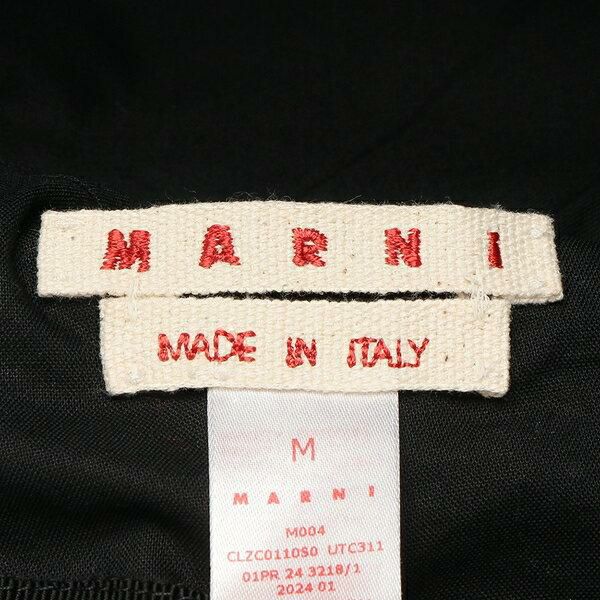 MARNI
MADE IN ITALY
M
MARNI
M004
CLZC0110S0 UTC311
01PR 24 3218/1
2024 01